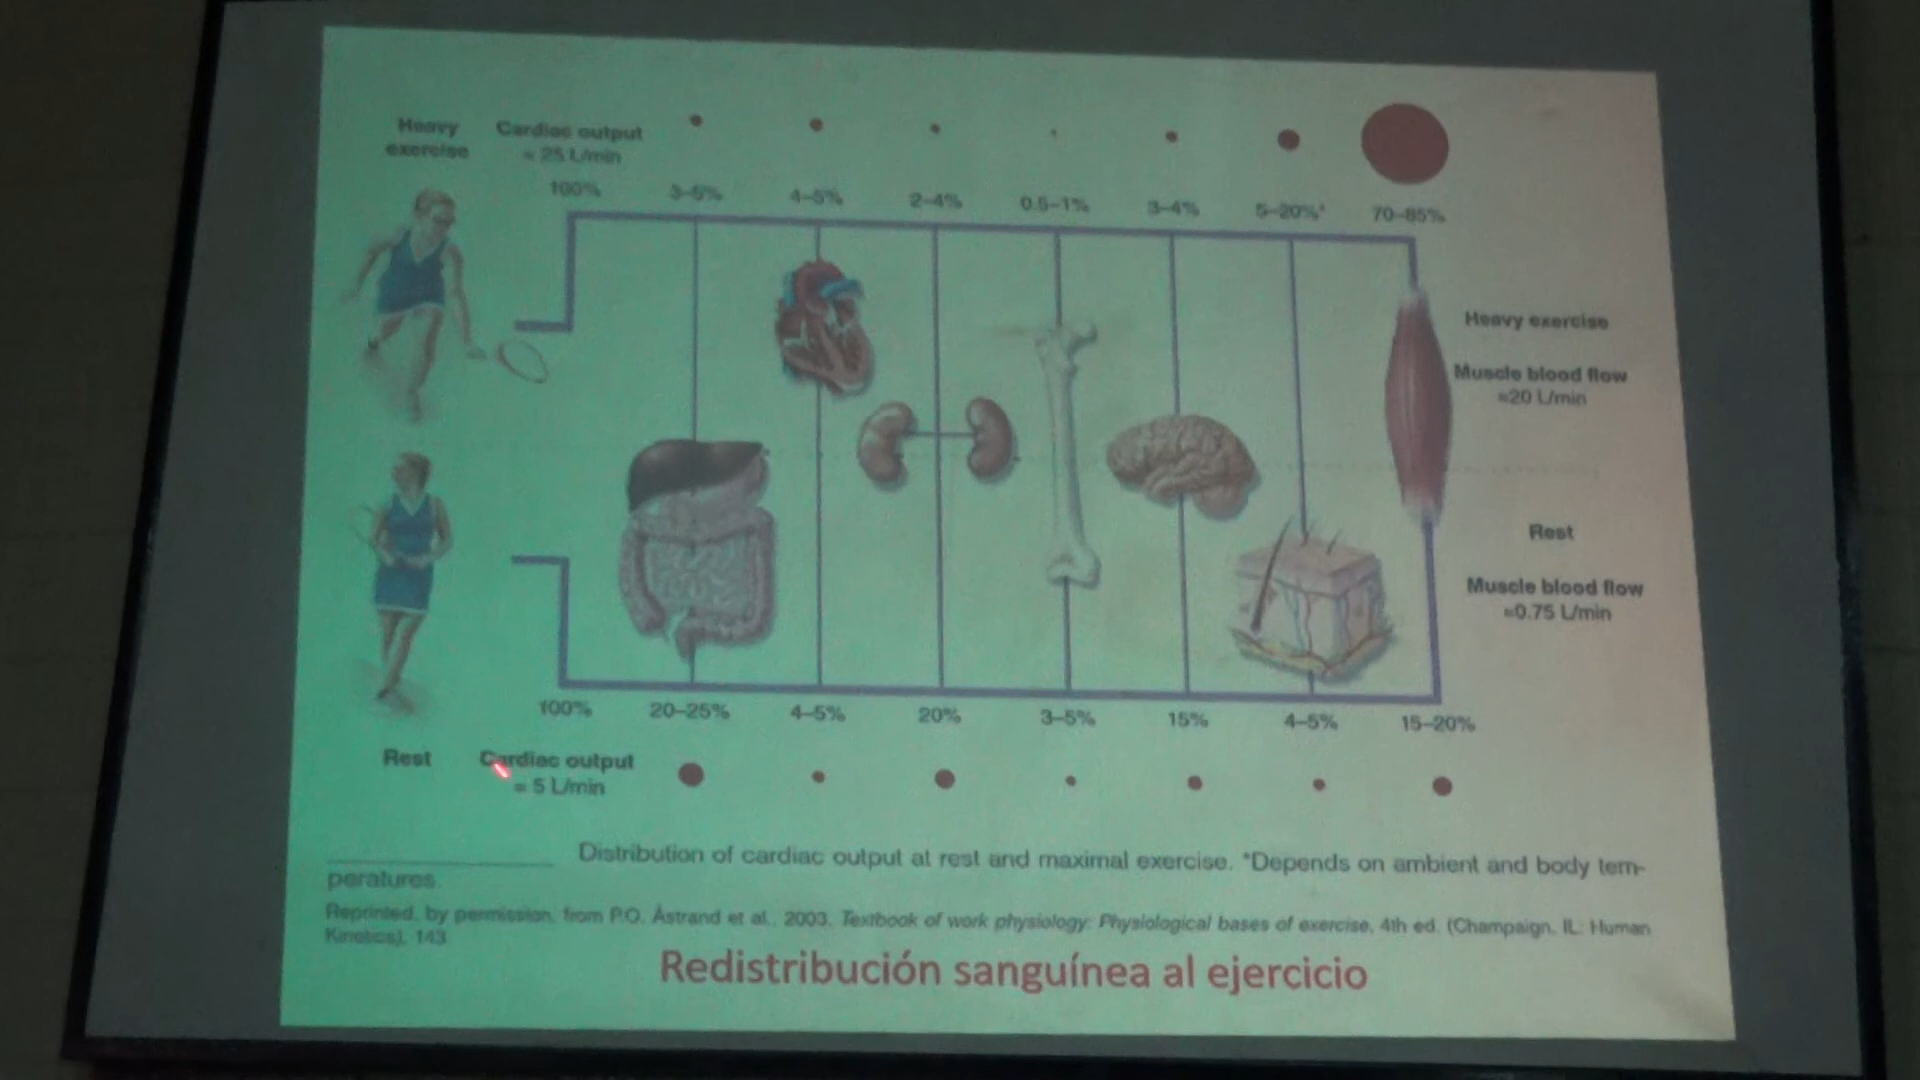 Heavy exercise
Cardiac output
≈ 25 L/min
100%
3–5%
4–5%
2–4%
0.5–1%
3–4%
5–20%*
70–85%
Heavy exercise
Muscle blood flow
≈20 L/min
Rest
Muscle blood flow
≈0.75 L/min
100%
20–25%
4–5%
20%
3–5%
15%
4–5%
15–20%
Rest
Cardiac output
≈ 5 L/min
Distribution of cardiac output at rest and maximal exercise. *Depends on ambient and body tem-
peratures.
Reprinted, by permission, from P.O. Åstrand et al., 2003, Textbook of work physiology: Physiological bases of exercise, 4th ed. (Champaign, IL: Human
Kinetics), 143
Redistribución sanguínea al ejercicio